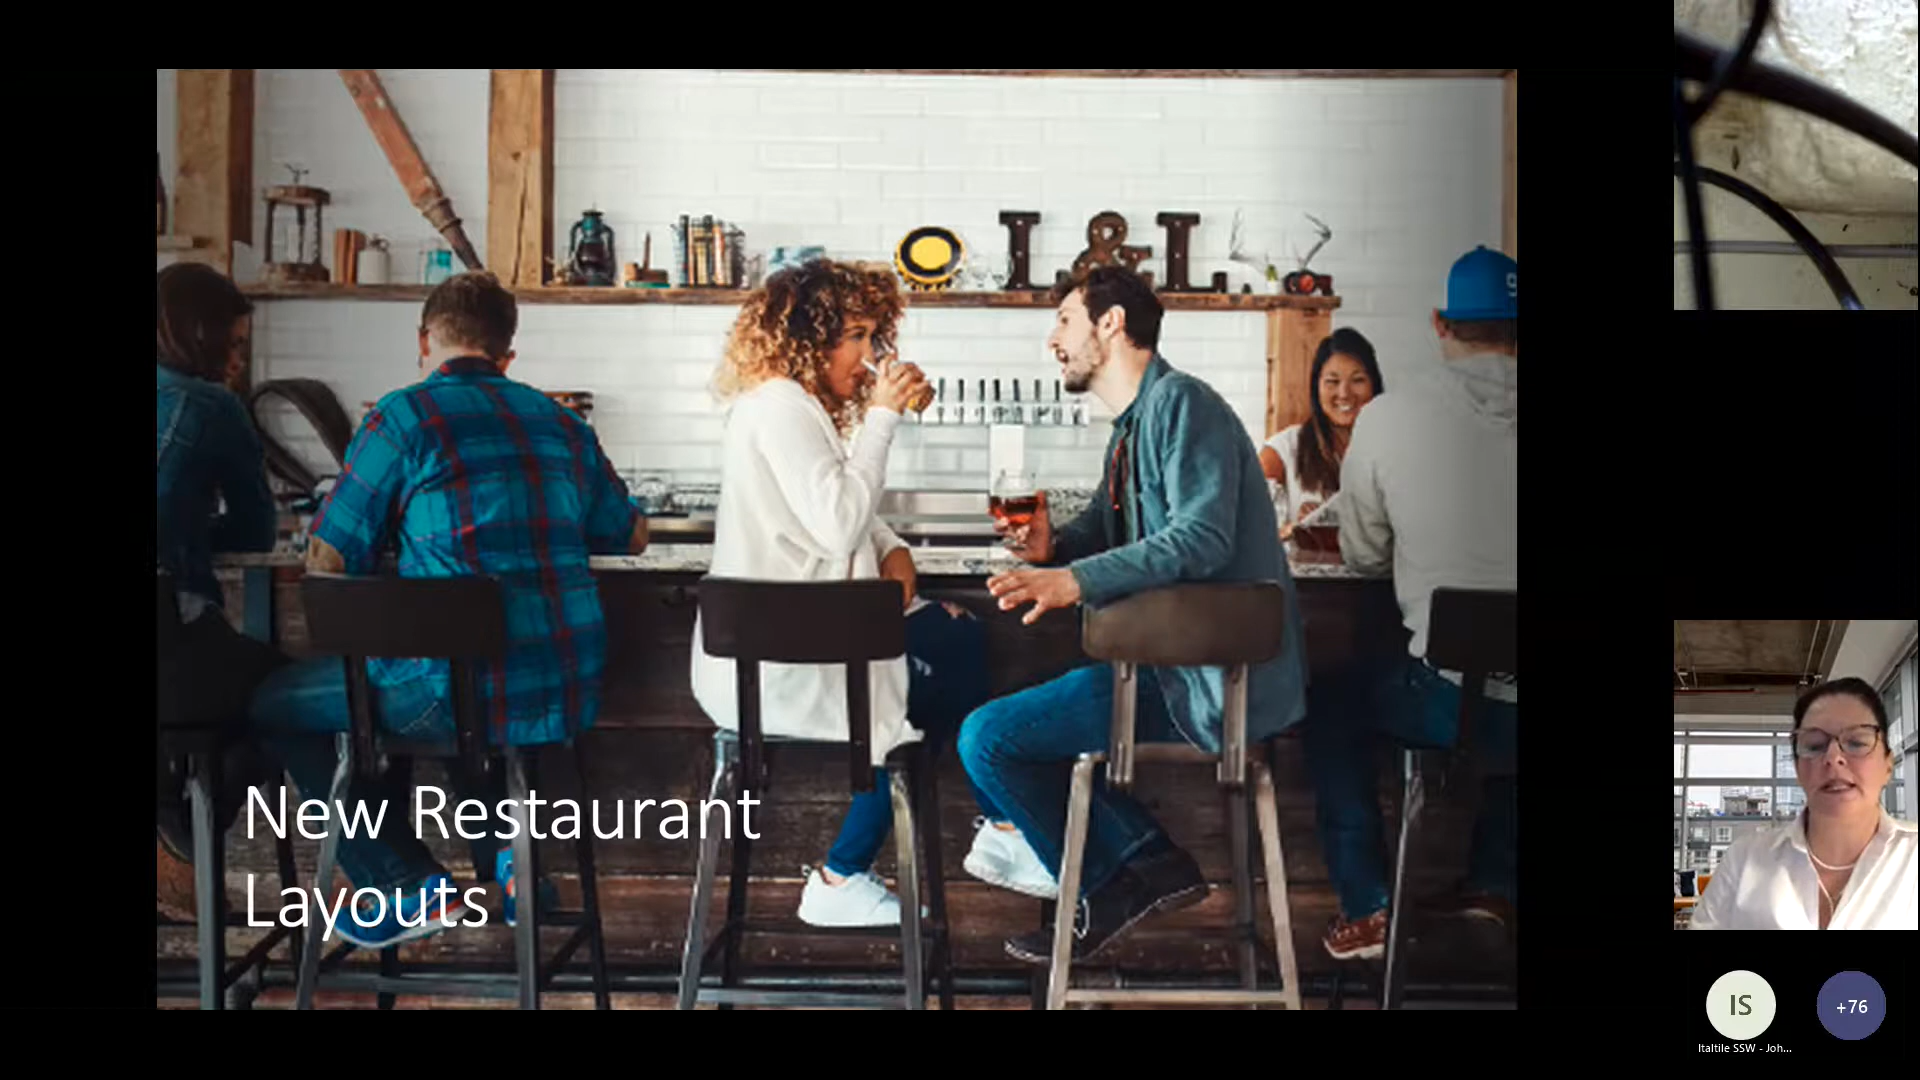 L&L
New Restaurant
Layouts
IS
+76
Italtile SSW - Joh...